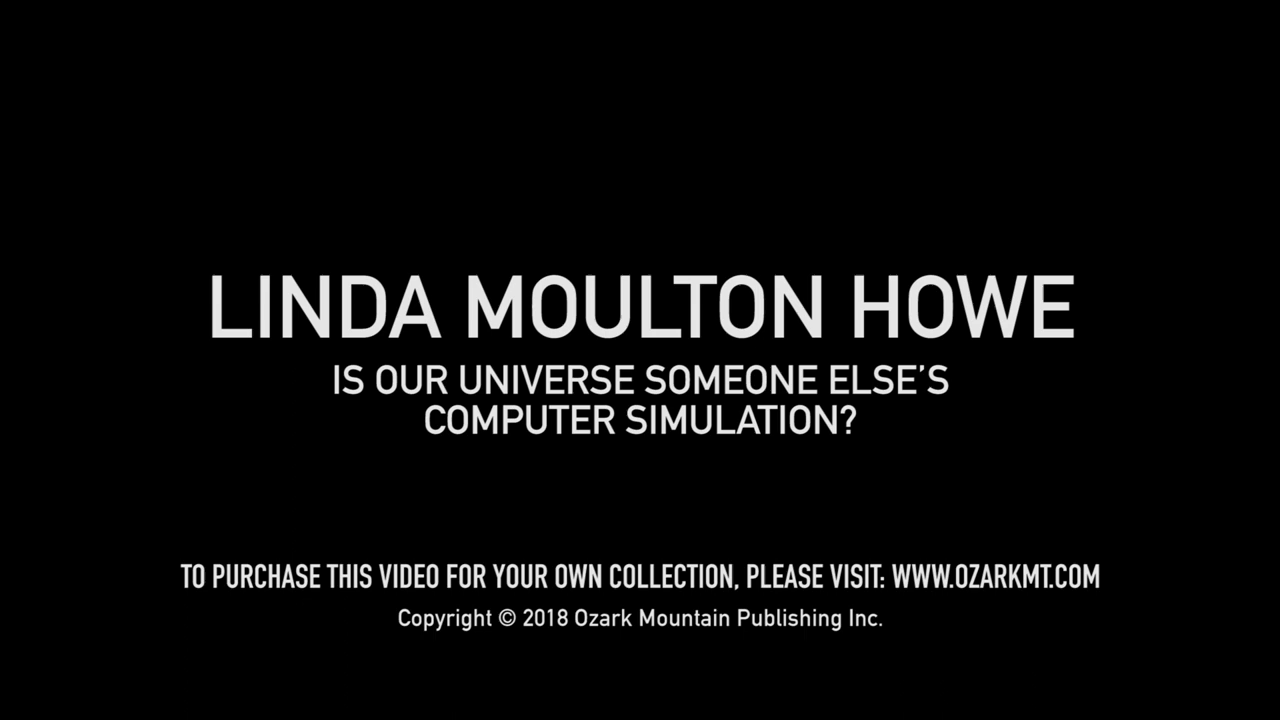 LINDA MOULTON HOWE
IS OUR UNIVERSE SOMEONE ELSE’S
COMPUTER SIMULATION?
TO PURCHASE THIS VIDEO FOR YOUR OWN COLLECTION, PLEASE VISIT: WWW.OZARKMT.COM
Copyright © 2018 Ozark Mountain Publishing Inc.